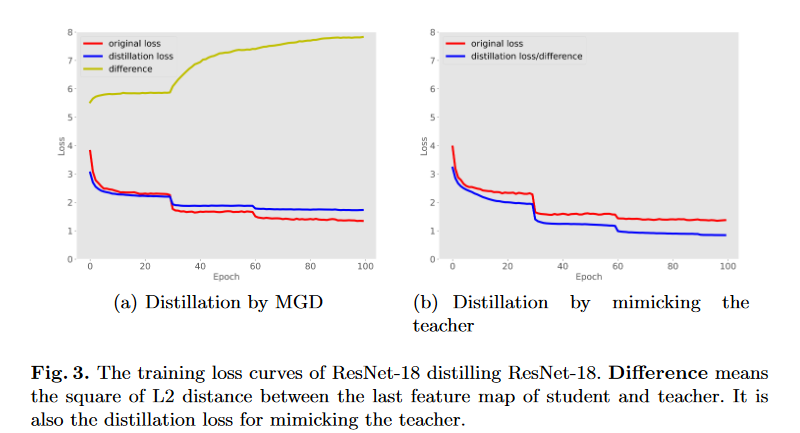 8
7
6
5
4
3
2
1
0
Loss
original loss
distillation loss
difference
0 20 40 60 80 100
Epoch
8
7
6
5
4
3
2
1
0
Loss
original loss
distillation loss/difference
0 20 40 60 80 100
Epoch
(a) Distillation by MGD
(b) Distillation by mimicking the
teacher
Fig. 3. The training loss curves of ResNet-18 distilling ResNet-18. Difference means
the square of L2 distance between the last feature map of student and teacher. It is
also the distillation loss for mimicking the teacher.